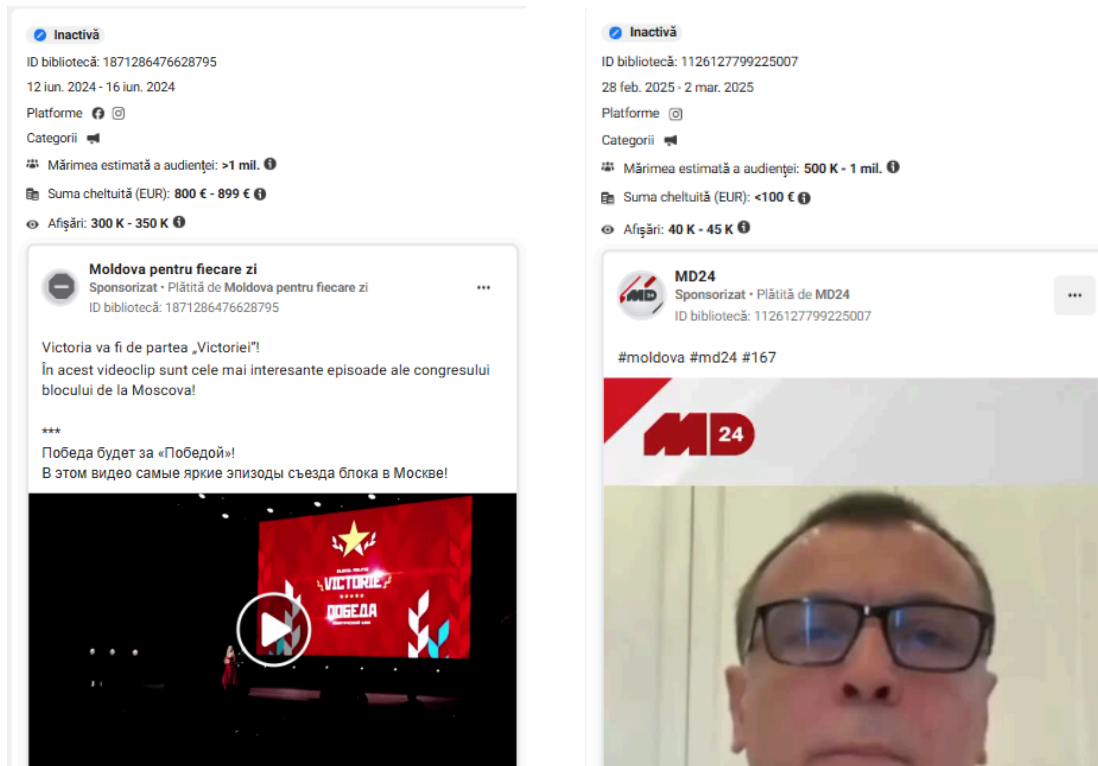 Inactivă
ID bibliotecă: 1871286476628795
12 iun. 2024 - 16 iun. 2024
Platforme
Categorii
Mărimea estimată a audienței: >1 mil.
Suma cheltuită (EUR): 800 € - 899 €
Afișări: 300 K - 350 K
Moldova pentru fiecare zi
Sponsorizat • Plătită de Moldova pentru fiecare zi
ID bibliotecă: 1871286476628795
Victoria va fi de partea „Victoriei”!
În acest videoclip sunt cele mai interesante episoade ale congresului
blocului de la Moscova!
***
Победа будет за «Победой»!
В этом видео самые яркие эпизоды съезда блока в Москве!
VICTORIE
ПОБЕДА
Inactivă
ID bibliotecă: 1126127799225007
28 feb. 2025 - 2 mar. 2025
Platforme
Categorii
Mărimea estimată a audienței: 500 K - 1 mil.
Suma cheltuită (EUR): <100 €
Afișări: 40 K - 45 K
MD24
Sponsorizat • Plătită de MD24
ID bibliotecă: 1126127799225007
#moldova #md24 #167
MD 24